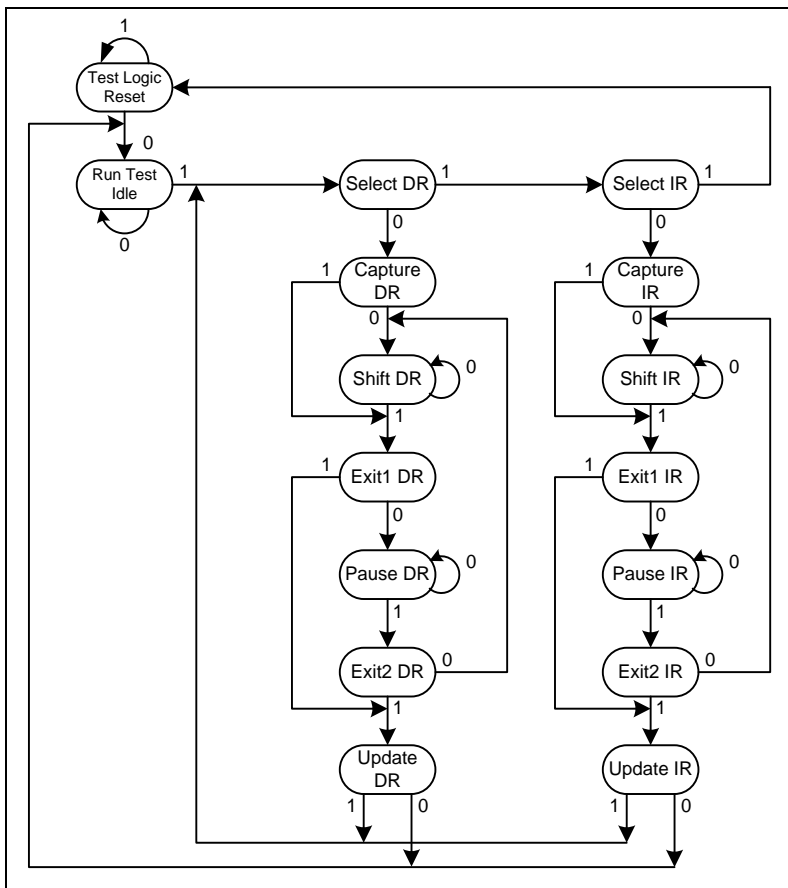 1
Test Logic
Reset
0
Run Test
Idle
1
0
Select DR
1
Select IR
1
0
0
1
Capture
DR
1
Capture
IR
0
0
Shift DR
0
Shift IR
0
1
1
1
Exit1 DR
1
Exit1 IR
0
0
Pause DR
0
Pause IR
0
1
1
Exit2 DR
0
Exit2 IR
0
1
1
Update
DR
Update IR
1
0
1
0